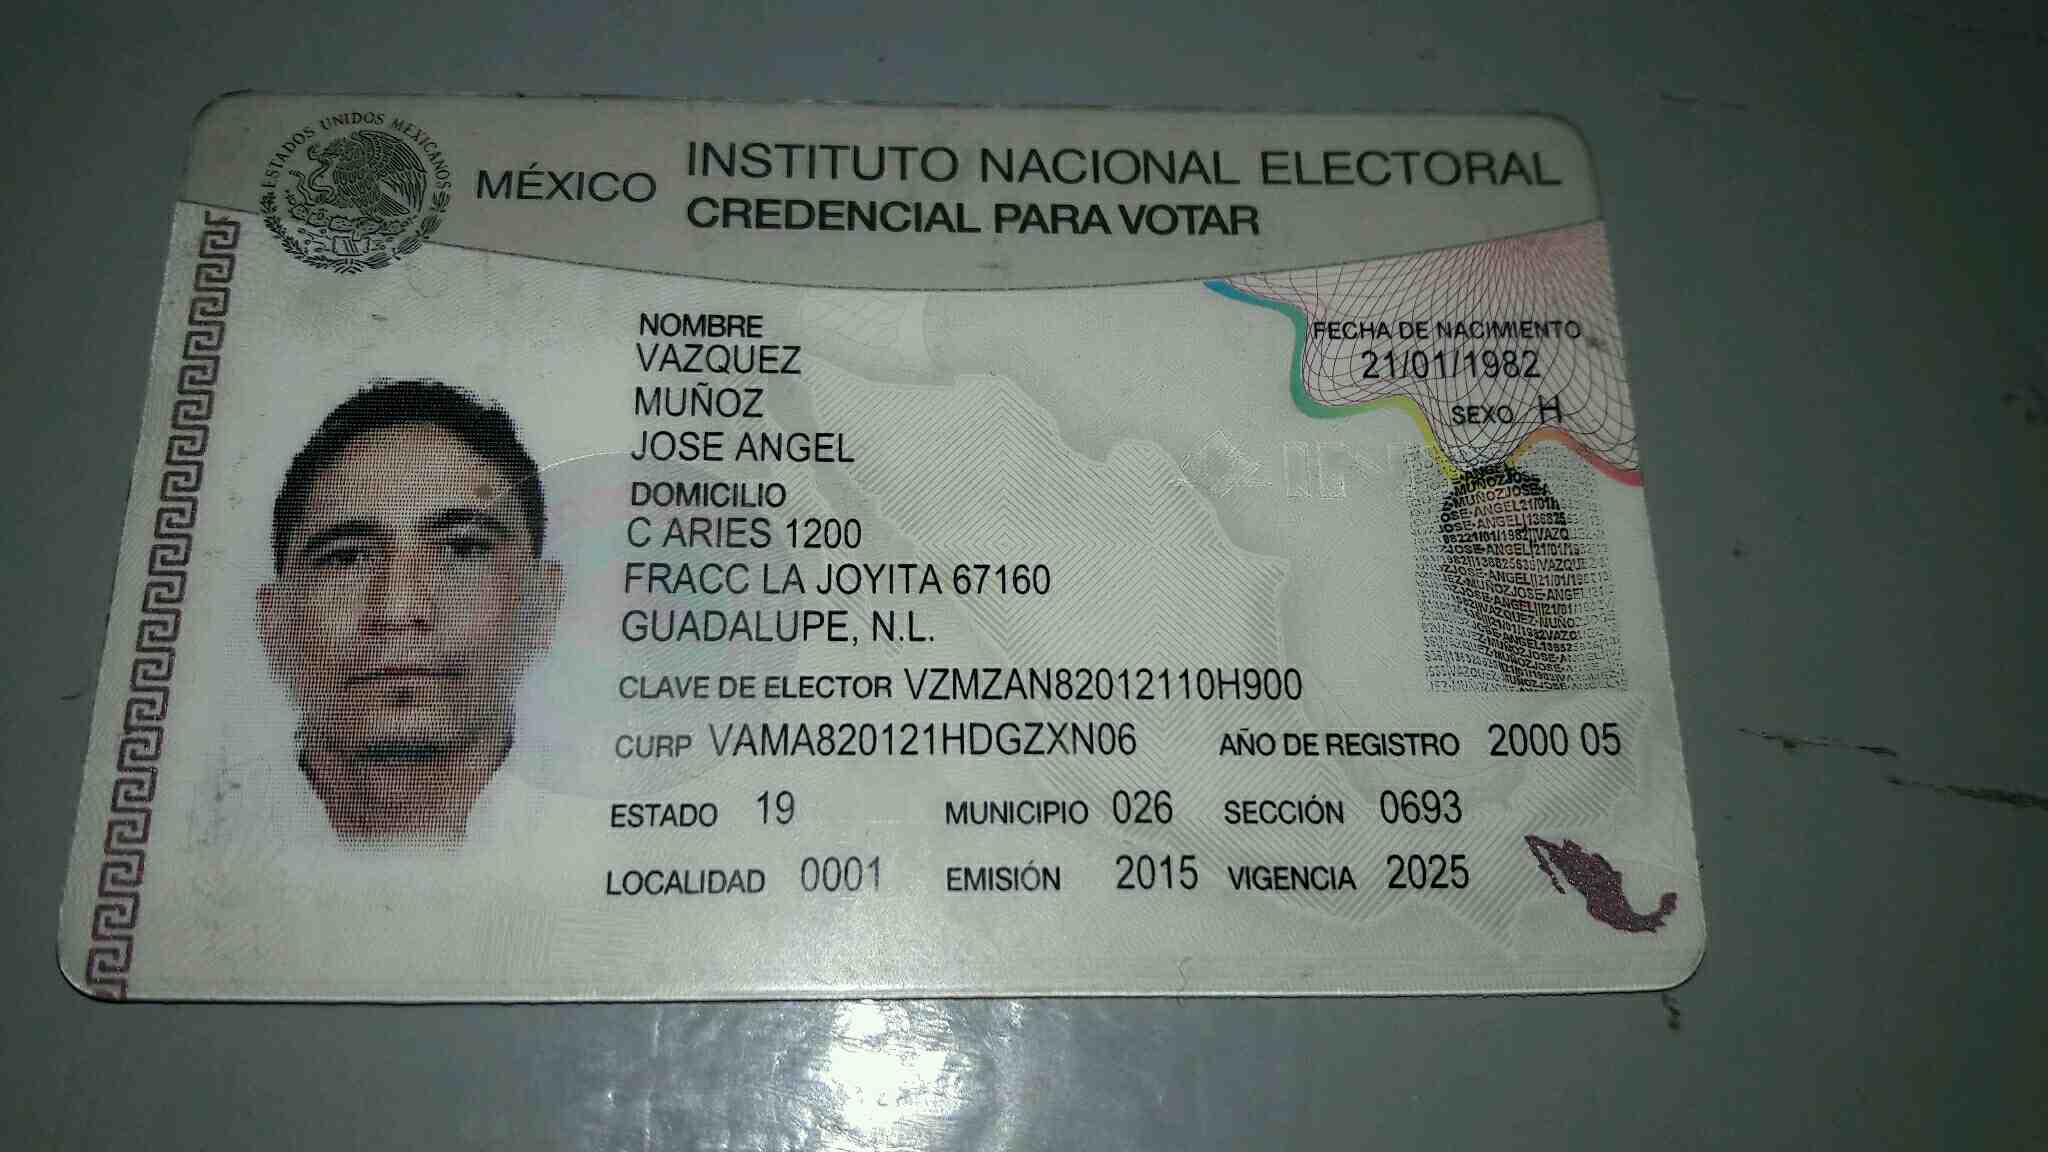 ESTADOS UNIDOS MEXICANOS
MÉXICO
INSTITUTO NACIONAL ELECTORAL
CREDENCIAL PARA VOTAR
NOMBRE
VAZQUEZ
MUÑOZ
JOSE ANGEL
FECHA DE NACIMIENTO
21/01/1982
SEXO H
DOMICILIO
C ARIES 1200
FRACC LA JOYITA 67160
GUADALUPE, N.L.
CLAVE DE ELECTOR VZMZAN82012110H900
CURP VAMA820121HDGZXN06 AÑO DE REGISTRO 2000 05
ESTADO 19 MUNICIPIO 026 SECCIÓN 0693
LOCALIDAD 0001 EMISIÓN 2015 VIGENCIA 2025